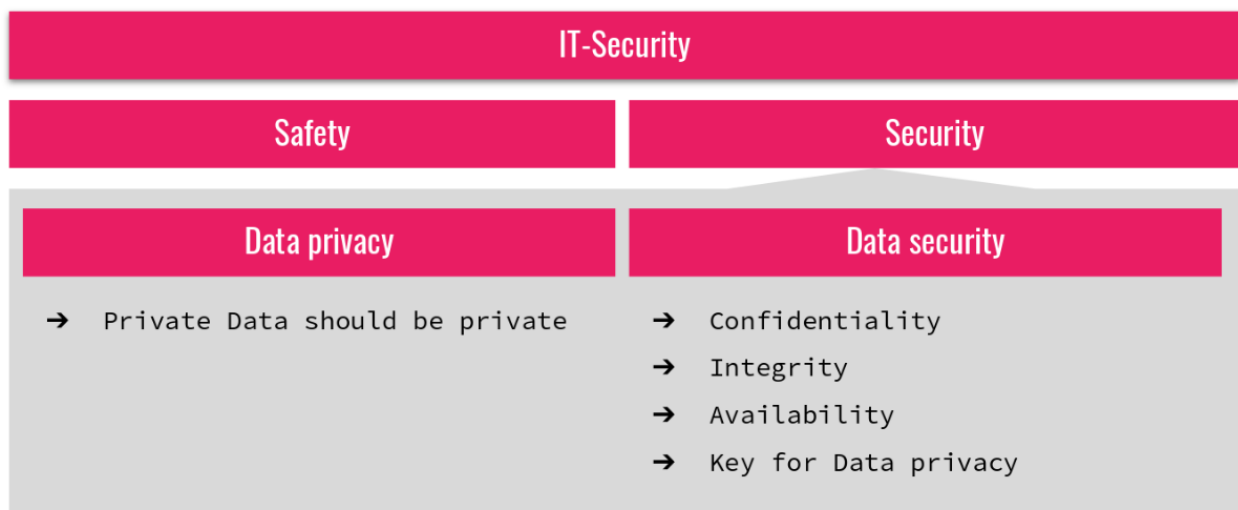 IT-Security
Safety
Security
Data privacy
Data security
➔ Private Data should be private
➔ Confidentiality
➔ Integrity
➔ Availability
➔ Key for Data privacy